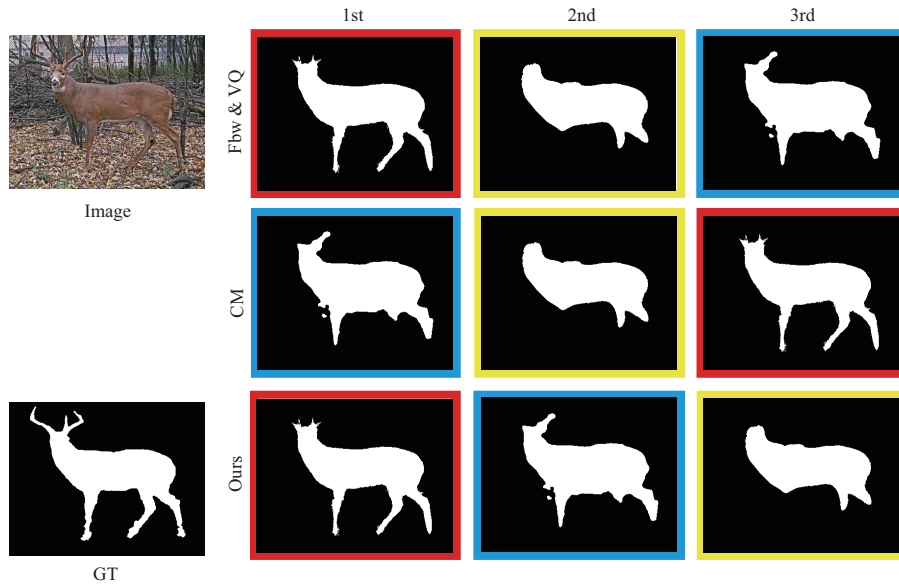 1st
2nd
3rd
Fbw & VQ
Image
CM
Ours
GT